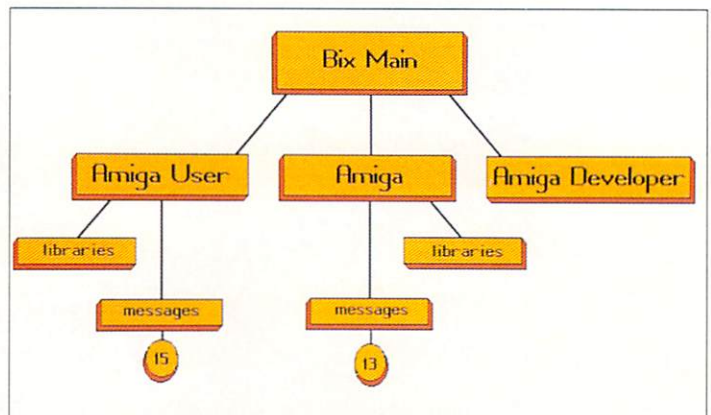 Bix Main
Amiga User
Amiga
Amiga Developer
libraries
libraries
messages
messages
15
13